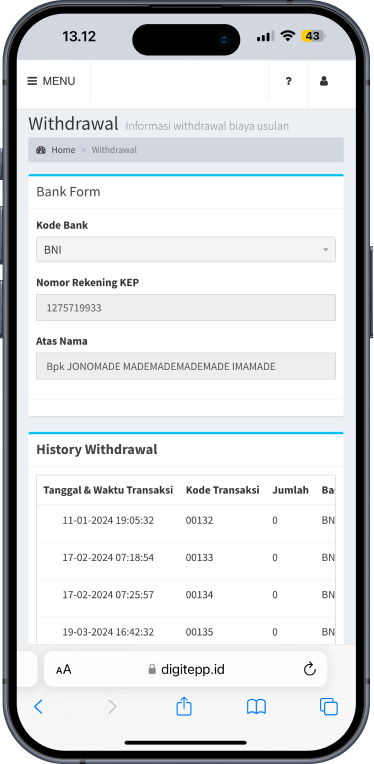 13.12 43
MENU ?
Withdrawal Informasi withdrawal biaya usulan
Home > Withdrawal
Bank Form
Kode Bank
BNI
Nomor Rekening KEP
1275719933
Atas Nama
Bpk JONOMADE MADEMADEMADEMADE IMAMADE
History Withdrawal
Tanggal & Waktu Transaksi Kode Transaksi Jumlah Ba
11-01-2024 19:05:32 00132 0 BN
17-02-2024 07:18:54 00133 0 BN
17-02-2024 07:25:57 00134 0 BN
19-03-2024 16:42:32 00135 0 BN
AA digitepp.id